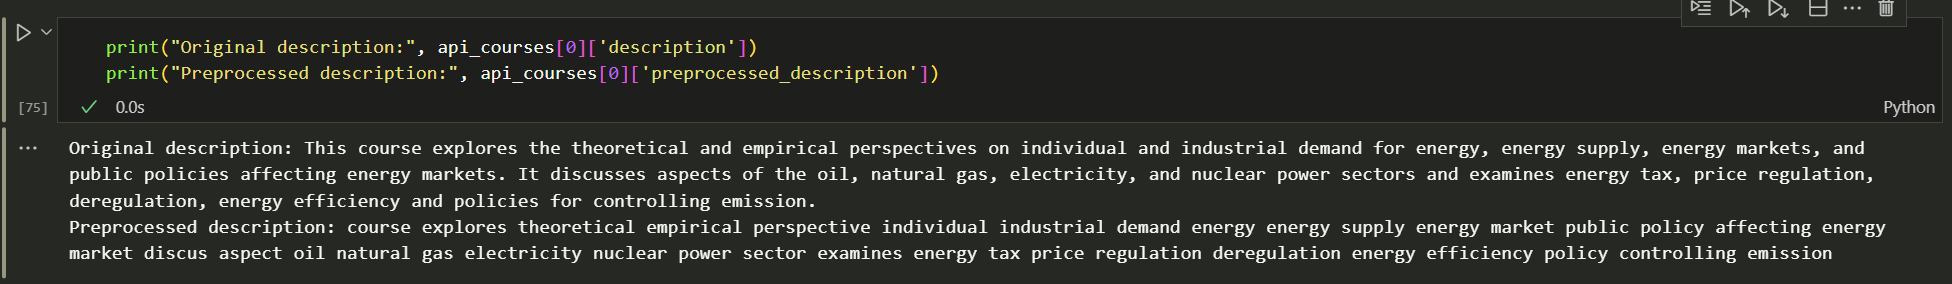 print("Original description:", api_courses[0]['description'])
print("Preprocessed description:", api_courses[0]['preprocessed_description'])
[75]
0.0s
Python
Original description: This course explores the theoretical and empirical perspectives on individual and industrial demand for energy, energy supply, energy markets, and
public policies affecting energy markets. It discusses aspects of the oil, natural gas, electricity, and nuclear power sectors and examines energy tax, price regulation,
deregulation, energy efficiency and policies for controlling emission.
Preprocessed description: course explores theoretical empirical perspective individual industrial demand energy energy supply energy market public policy affecting energy
market discus aspect oil natural gas electricity nuclear power sector examines energy tax price regulation deregulation energy efficiency policy controlling emission